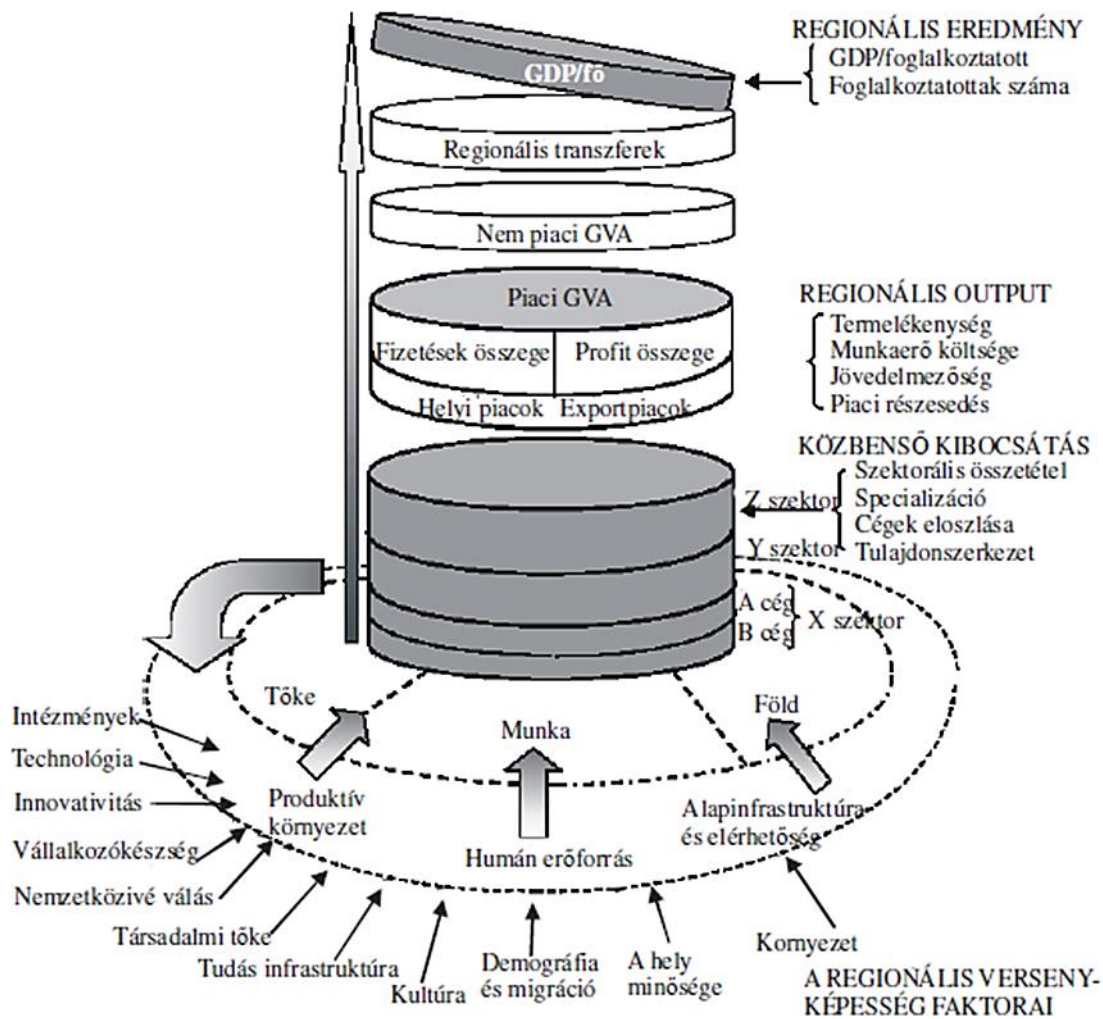 REGIONÁLIS EREDMÉNY
GDP/foglalkoztatott
Foglalkoztatottak száma
GDP/fő
Regionális transzferek
Nem piaci GVA
Piaci GVA
Fizetések összege
Profit összege
Helyi piacok
Exportpiacok
REGIONÁLIS OUTPUT
Termelékenység
Munkaerő költsége
Jövedelmezőség
Piaci részesedés
KÖZBENSŐ KIBOCSÁTÁS
Szektorális összetétel
Specializáció
Cégek eloszlása
Tulajdonszerkezet
Z szektor
Y szektor
A cég
B cég
X szektor
Tőke
Munka
Föld
Produktív
környezet
Humán erőforrás
Alapinfrastruktúra
és elérhetőség
Intézmények
Technológia
Innovativitás
Vállalkozókészség
Nemzetközivé válás
Társadalmi tőke
Tudás infrastruktúra
Kultúra
Demográfia
és migráció
A hely
minősége
Kornyezet
A REGIONÁLIS VERSENY-
KÉPESSÉG FAKTORAI